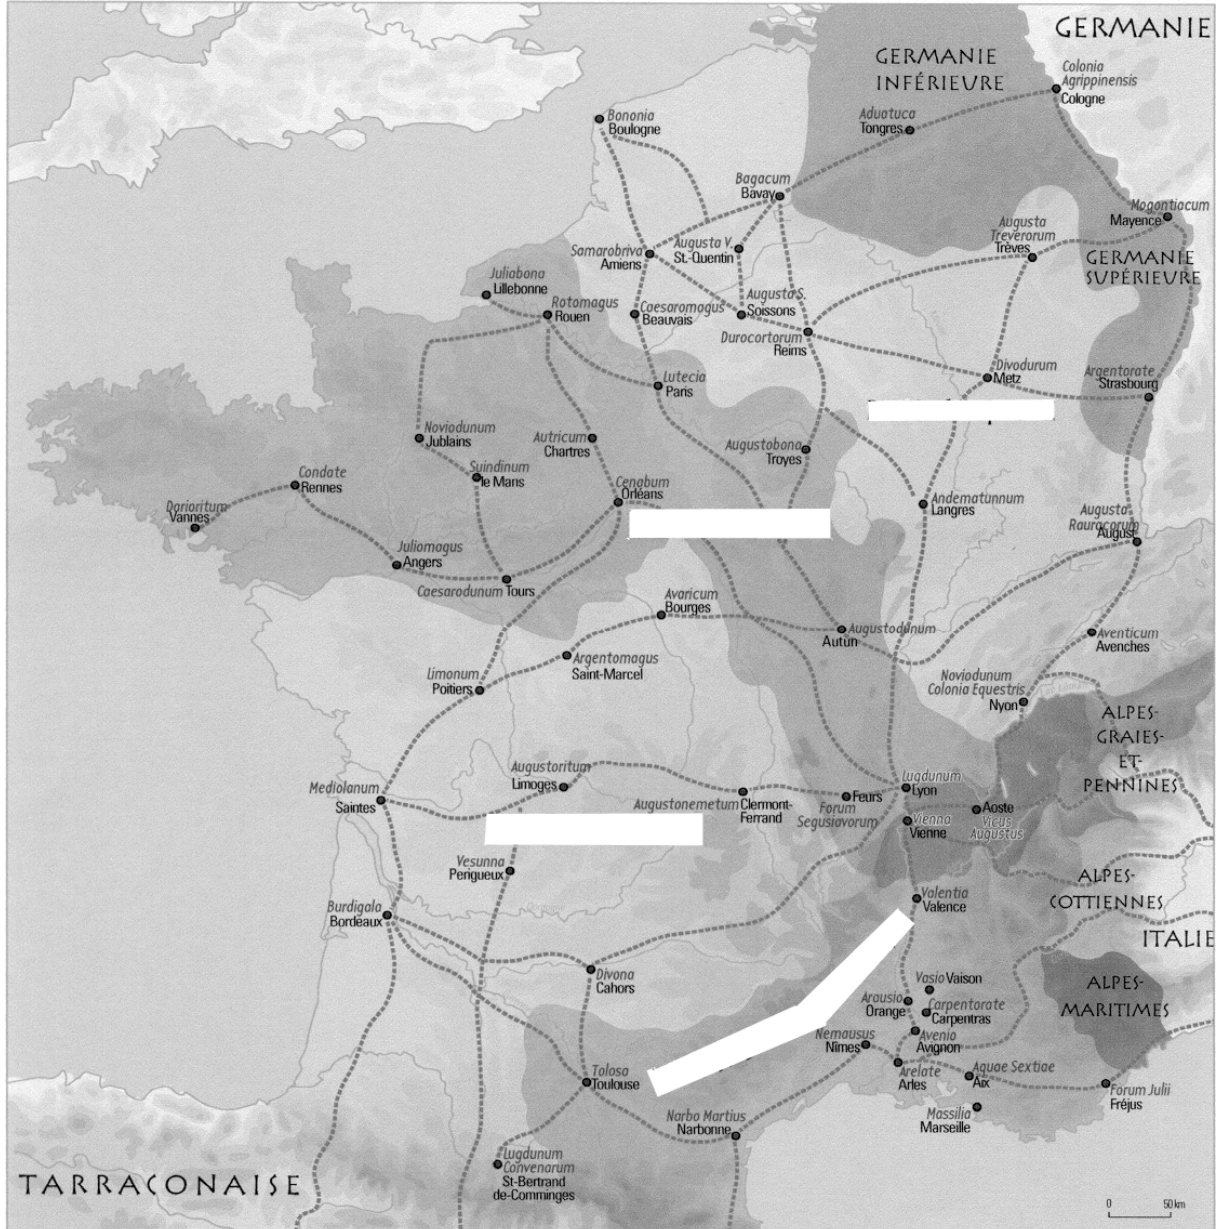 GERMANIE
GERMANIE
INFÉRIEURE
Colonia
Agrippinensis
Cologne
Aduatuca
Tongres
Bononia
Boulogne
Bagacum
Bavay
Mogontiacum
Mayence
Augusta
Treverorum
Trèves
GERMANIE
SUPÉRIEURE
Samarobriva
Amiens
Augusta V.
St.-Quentin
Juliabona
Lillebonne
Rotomagus
Rouen
Caesaromagus
Beauvais
Augusta S.
Soissons
Durocortorum
Reims
Divodurum
Metz
Argentorate
Strasbourg
Lutecia
Paris
Noviodunum
Jublains
Autricum
Chartres
Augustobona
Troyes
Condate
Rennes
Suindinum
le Mans
Cenabum
Orléans
Andematunnum
Langres
Darioritum
Vannes
Augusta
Rauracorum
August
Juliomagus
Angers
Caesarodunum Tours
Avaricum
Bourges
Augustodunum
Autun
Aventicum
Avenches
Limonum
Poitiers
Argentomagus
Saint-Marcel
Noviodunum
Colonia Equestris
Nyon
ALPES-
GRAIES-
ET-
PENNINES
Mediolanum
Saintes
Augustoritum
Limoges
Augustonemetum
Clermont-
Ferrand
Feurs
Forum
Segusiavorum
Lugdunum
Lyon
Vienna
Vienne
Aoste
Vicus
Augustus
Vesunna
Perigueux
Valentia
Valence
ALPES-
COTTIENNES
Burdigala
Bordeaux
ITALIE
Divona
Cahors
Vasio Vaison
Arausio
Orange
Carpentorate
Carpentras
ALPES-
MARITIMES
Nemausus
Nîmes
Avenio
Avignon
Tolosa
Toulouse
Arelate
Arles
Aquae Sextiae
Aix
Forum Julii
Fréjus
Massilia
Marseille
Narbo Martius
Narbonne
Lugdunum
Convenarum
St-Bertrand
de-Comminges
TARRACONAISE
0 50 km